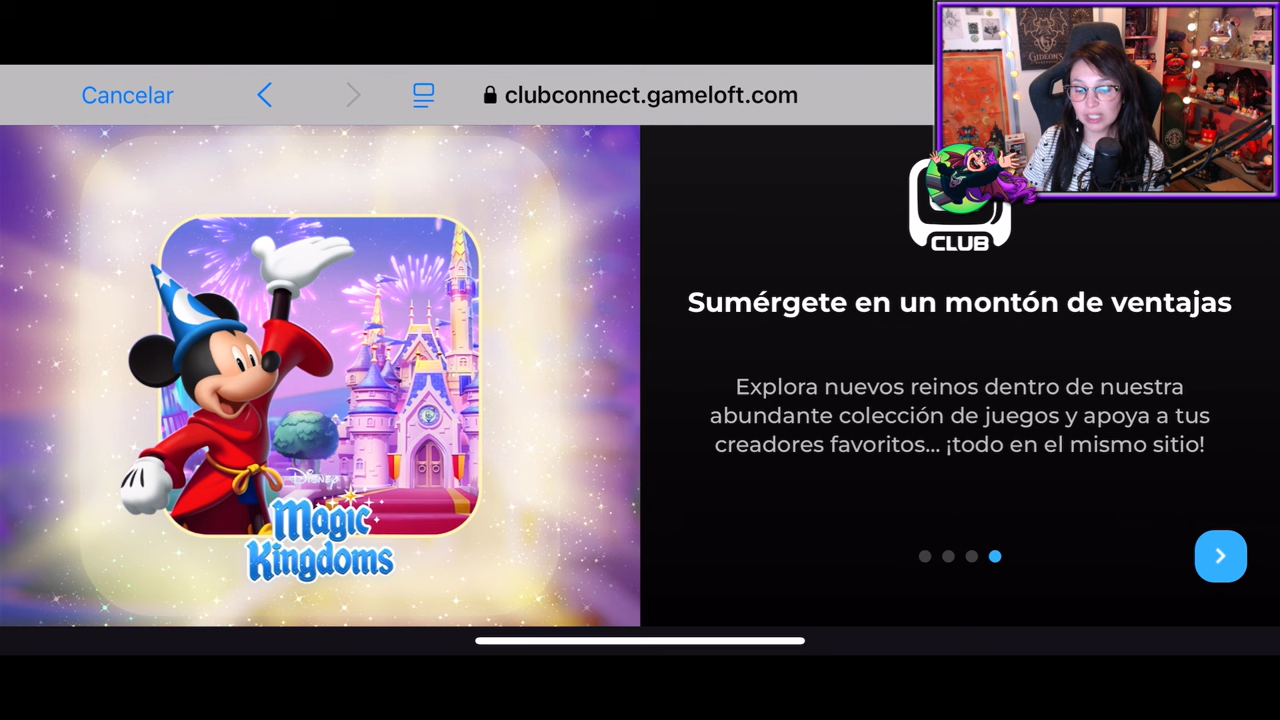 Cancelar
clubconnect.gameloft.com
GIDEON'S
CLUB
Sumérgete en un montón de ventajas
Explora nuevos reinos dentro de nuestra
abundante colección de juegos y apoya a tus
creadores favoritos... ¡todo en el mismo sitio!
Disney
Magic
Kingdoms